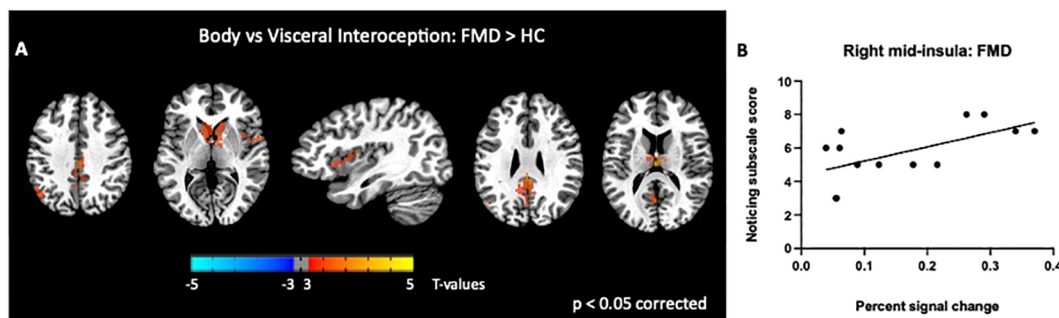 Body vs Visceral Interoception: FMD > HC
A
-5
-3
3
5
T-values
p < 0.05 corrected
B
Right mid-insula: FMD
Noticing subscale score
10
8
6
4
2
0
0.0
0.1
0.2
0.3
0.4
Percent signal change